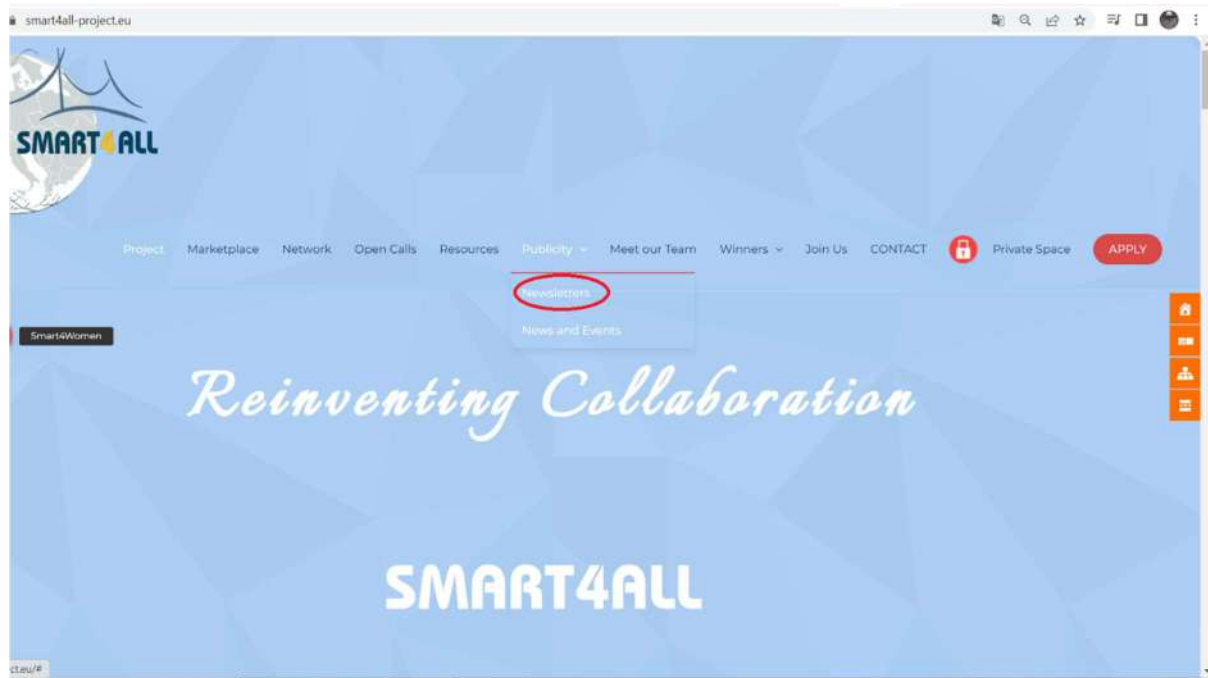 smart4all-project.eu
SMART4ALL
Project Marketplace Network Open Calls Resources Publicity Meet our Team Winners Join Us CONTACT Private Space APPLY
Newsletters
News and Events
Smart4Women
Reinventing Collaboration
SMART4ALL
ct.eu/#